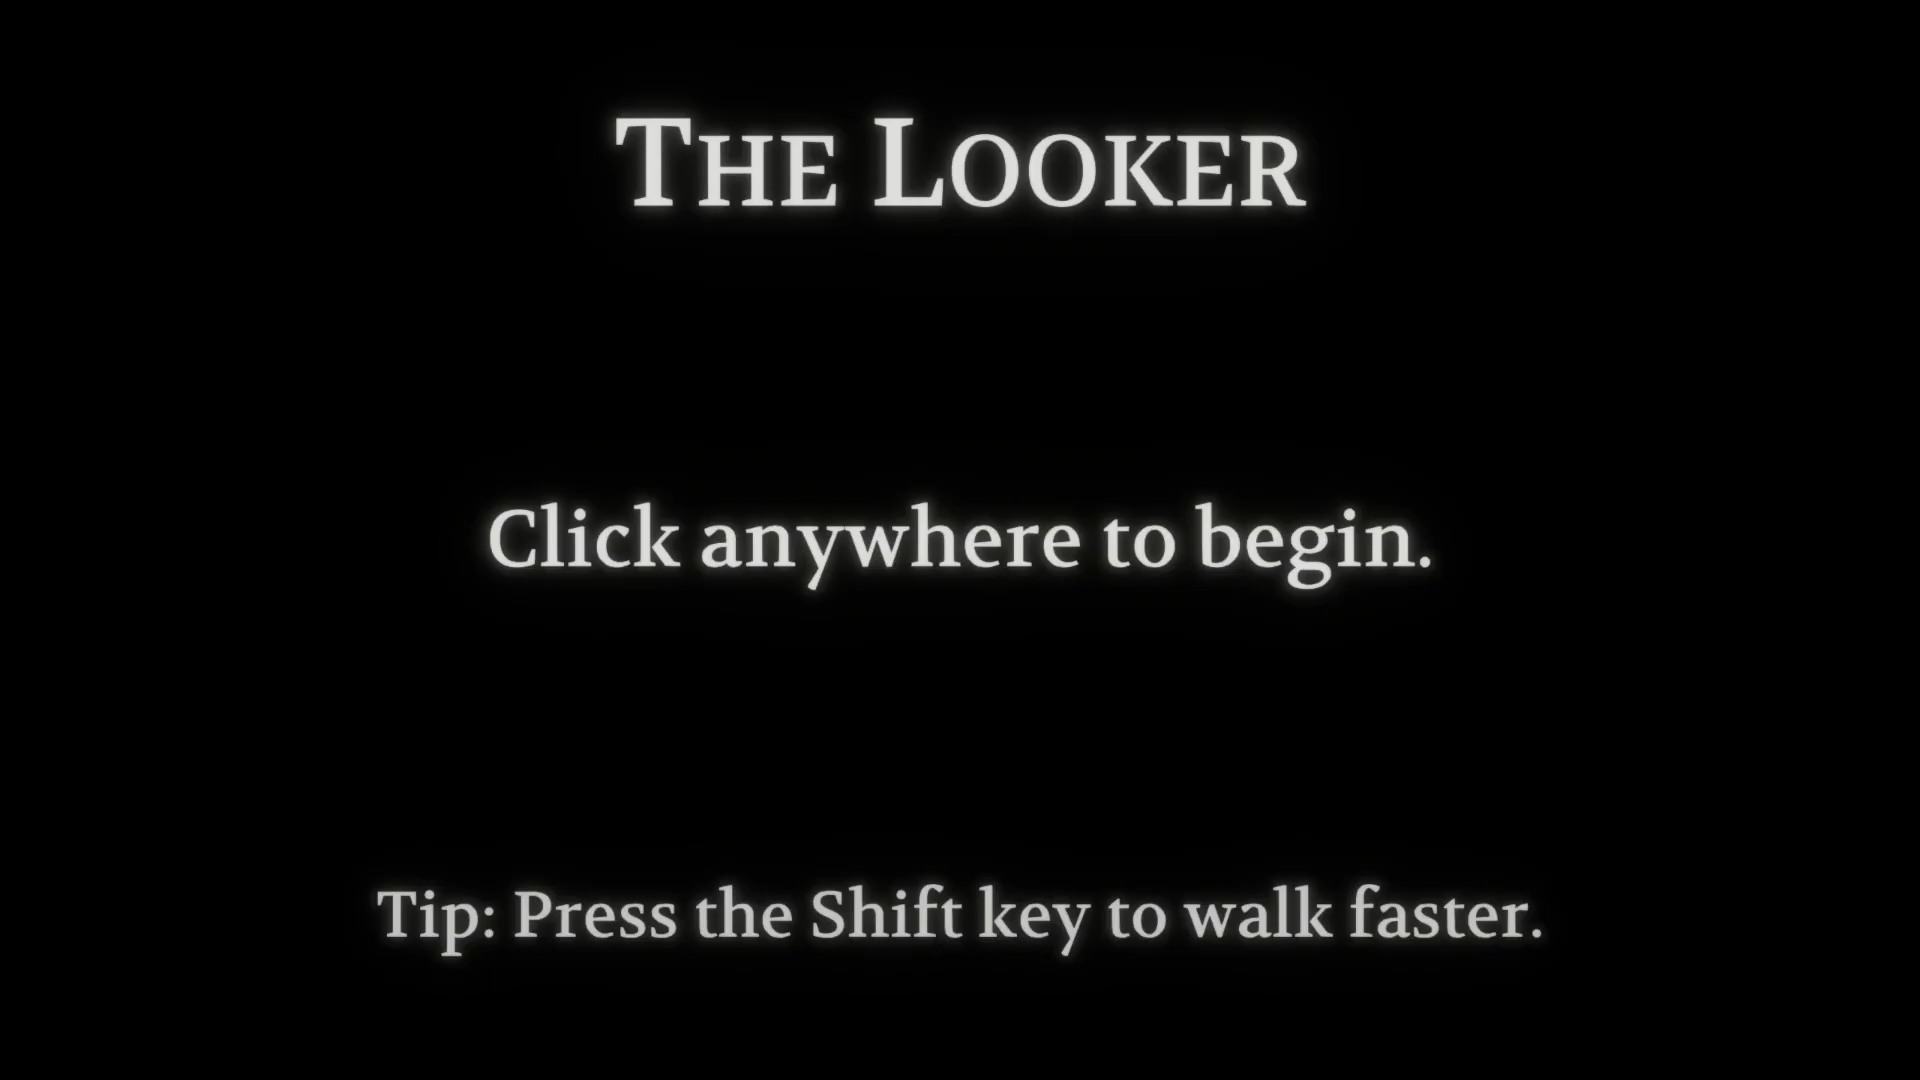 The Looker
Click anywhere to begin.
Tip: Press the Shift key to walk faster.